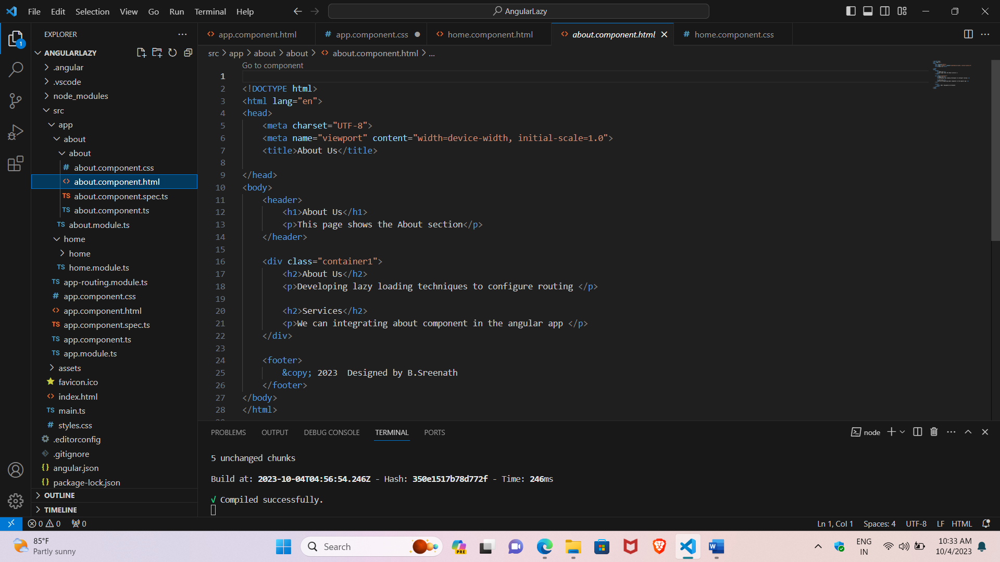 File Edit Selection View Go Run Terminal Help
AngularLazy
EXPLORER
ANGULARLAZY
.angular
.vscode
node_modules
src
app
about
about
# about.component.css
<> about.component.html
TS about.component.spec.ts
TS about.component.ts
TS about.module.ts
home
home
TS home.module.ts
TS app-routing.module.ts
# app.component.css
<> app.component.html
TS app.component.spec.ts
TS app.component.ts
TS app.module.ts
assets
favicon.ico
<> index.html
TS main.ts
# styles.css
.editorconfig
.gitignore
{} angular.json
{} package-lock.json
OUTLINE
TIMELINE
1
<> app.component.html # app.component.css <> home.component.html <> about.component.html # home.component.css
src > app > about > about > <> about.component.html > ...
Go to component
1
2 <!DOCTYPE html>
3 <html lang="en">
4 <head>
5 <meta charset="UTF-8">
6 <meta name="viewport" content="width=device-width, initial-scale=1.0">
7 <title>About Us</title>
8
9 </head>
10 <body>
11 <header>
12 <h1>About Us</h1>
13 <p>This page shows the About section</p>
14 </header>
15
16 <div class="container1">
17 <h2>About Us</h2>
18 <p>Developing lazy loading techniques to configure routing </p>
19
20 <h2>Services</h2>
21 <p>We can integrating about component in the angular app </p>
22 </div>
23
24 <footer>
25 &copy; 2023  Designed by B.Sreenath
26 </footer>
27 </body>
28 </html>
PROBLEMS OUTPUT DEBUG CONSOLE TERMINAL PORTS
node
5 unchanged chunks
Build at: 2023-10-04T04:56:54.246Z - Hash: 350e1517b78d772f - Time: 246ms
√ Compiled successfully.
0 0 0
Ln 1, Col 1 Spaces: 4 UTF-8 LF HTML
85°F
Partly sunny
Search
PRE
W
ENG
IN
10:33 AM
10/4/2023